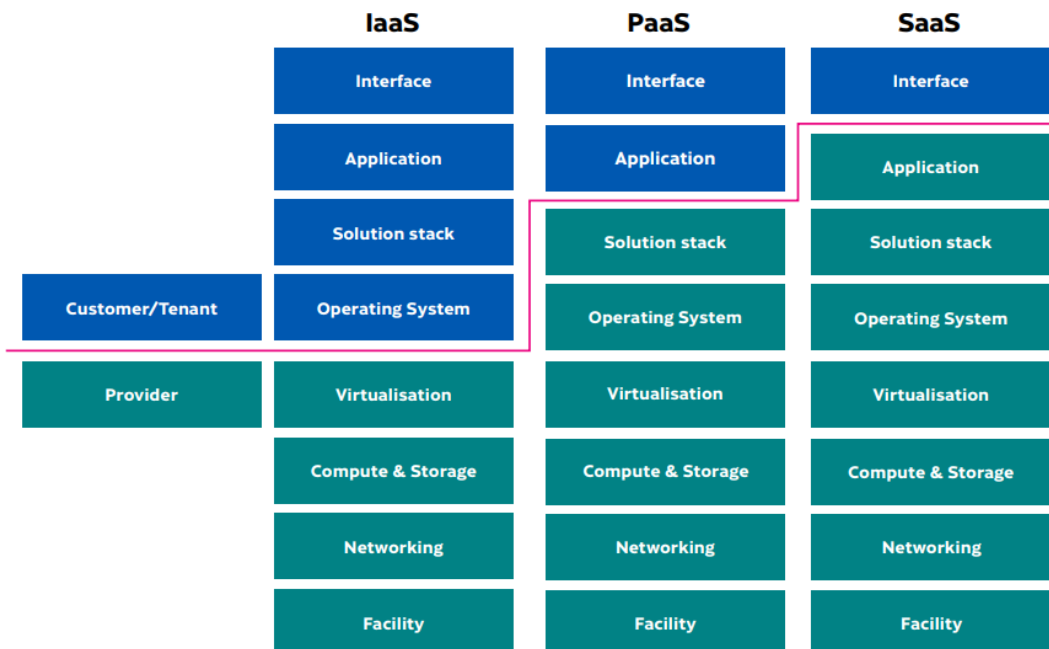 IaaS PaaS SaaS
Interface Interface Interface
Application Application Application
Solution stack Solution stack Solution stack
Customer/Tenant Operating System Operating System Operating System
Provider Virtualisation Virtualisation Virtualisation
Compute & Storage Compute & Storage Compute & Storage
Networking Networking Networking
Facility Facility Facility